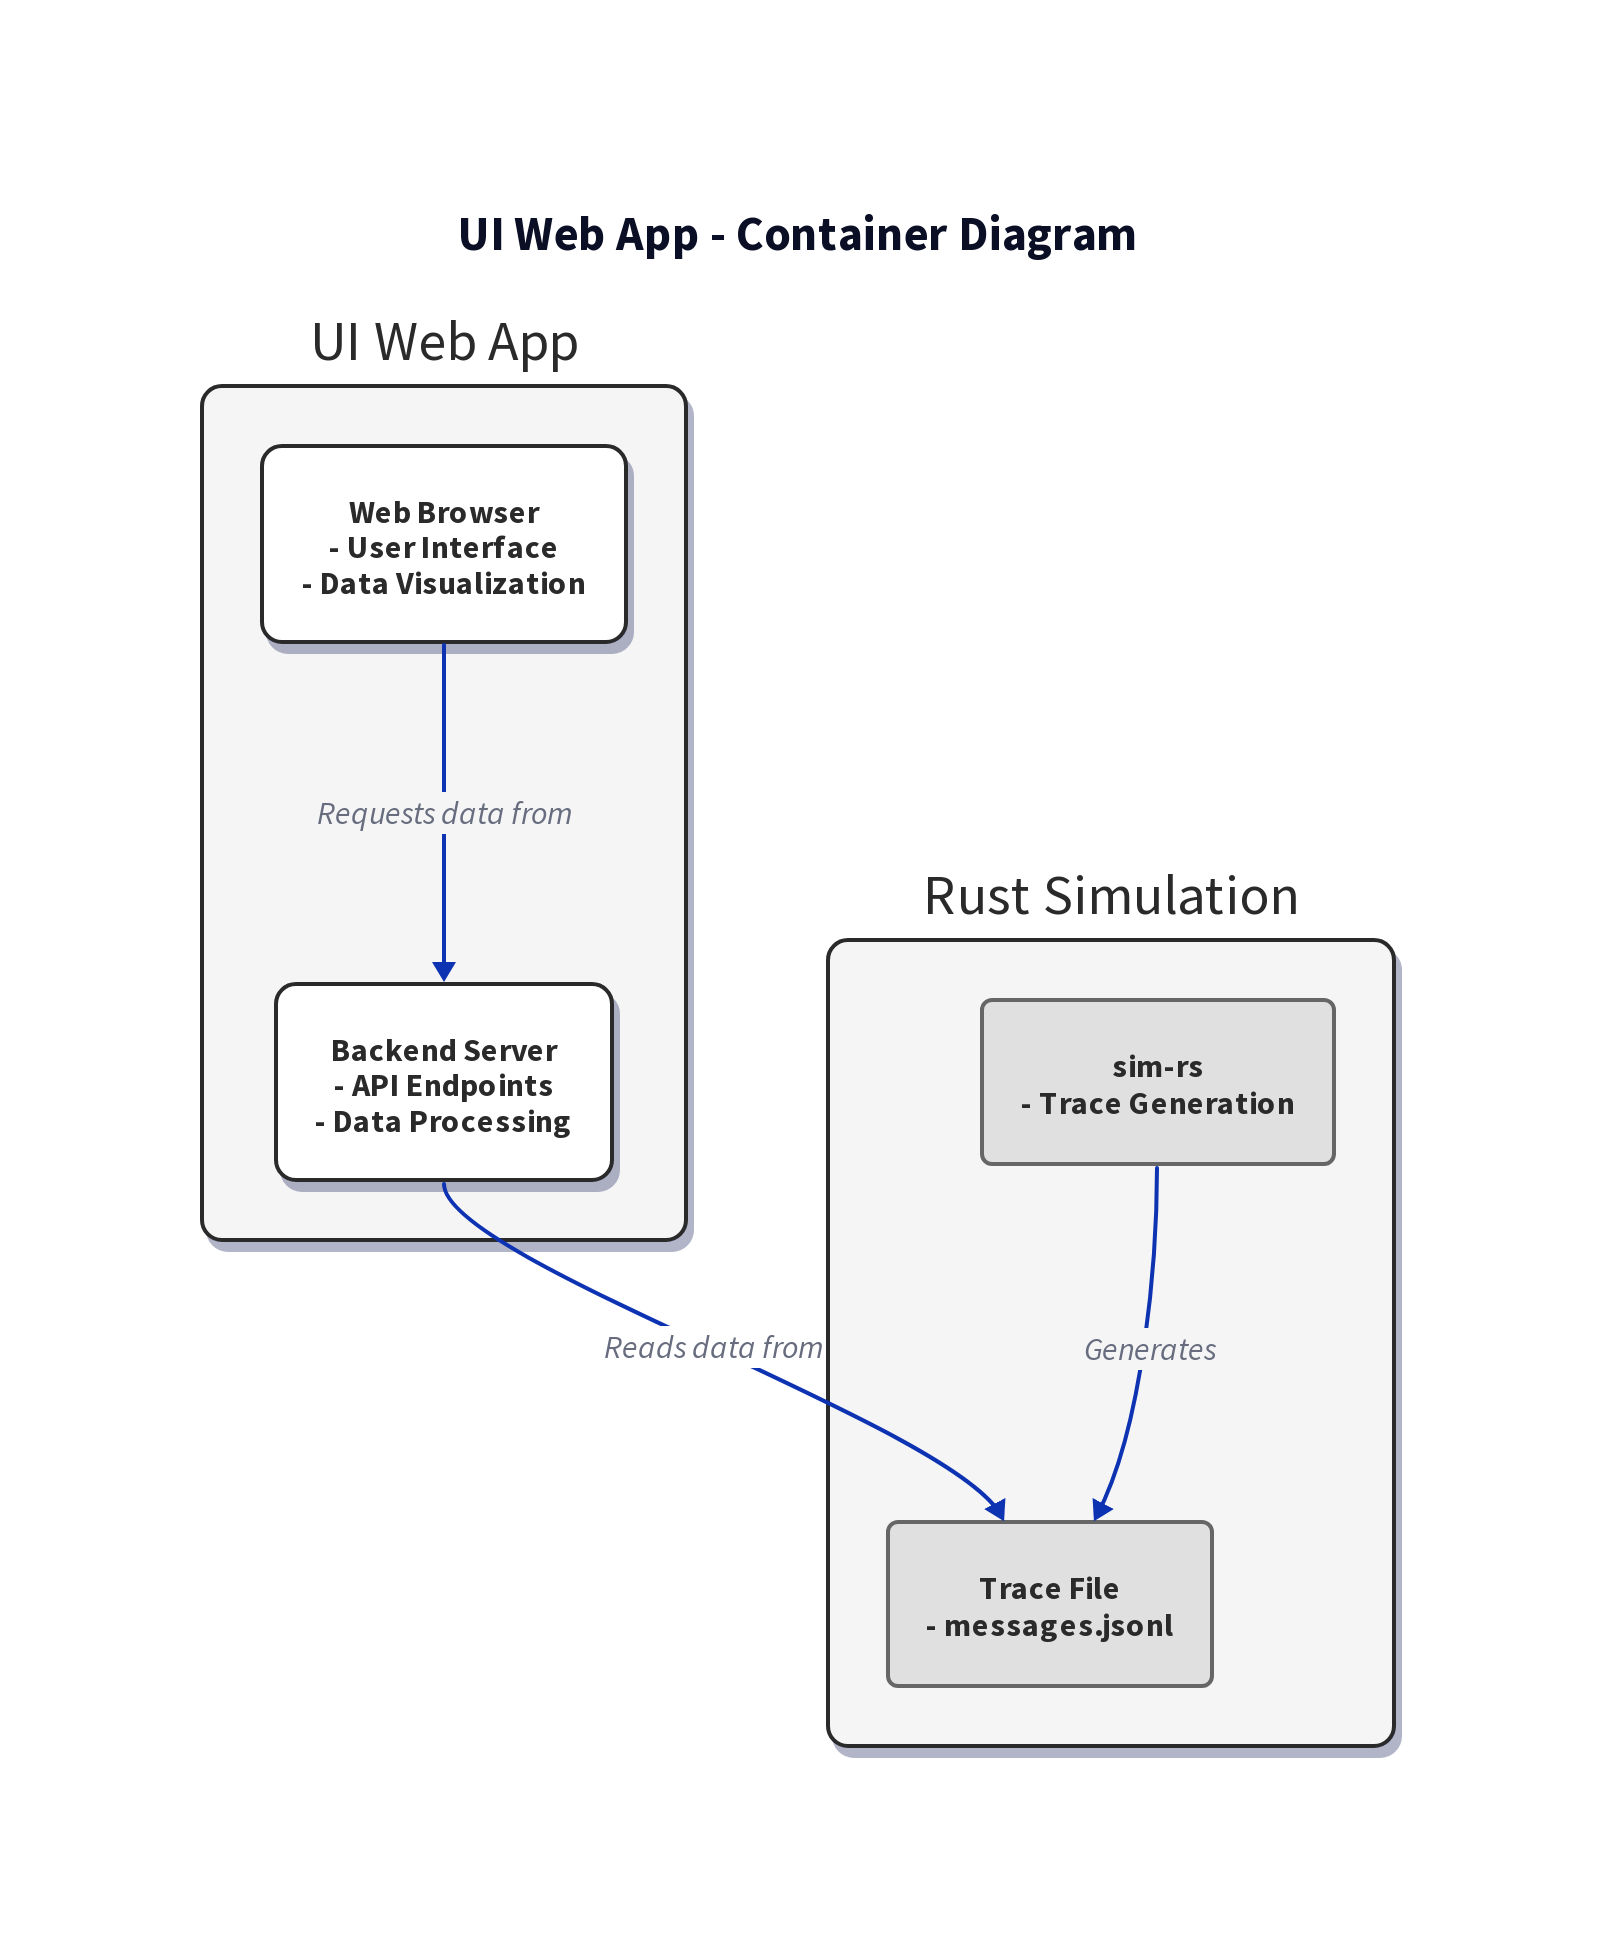 UI Web App - Container Diagram
UI Web App
Web Browser
- User Interface
- Data Visualization
Requests data from
Backend Server
- API Endpoints
- Data Processing
Reads data from
Rust Simulation
sim-rs
- Trace Generation
Generates
Trace File
- messages.jsonl